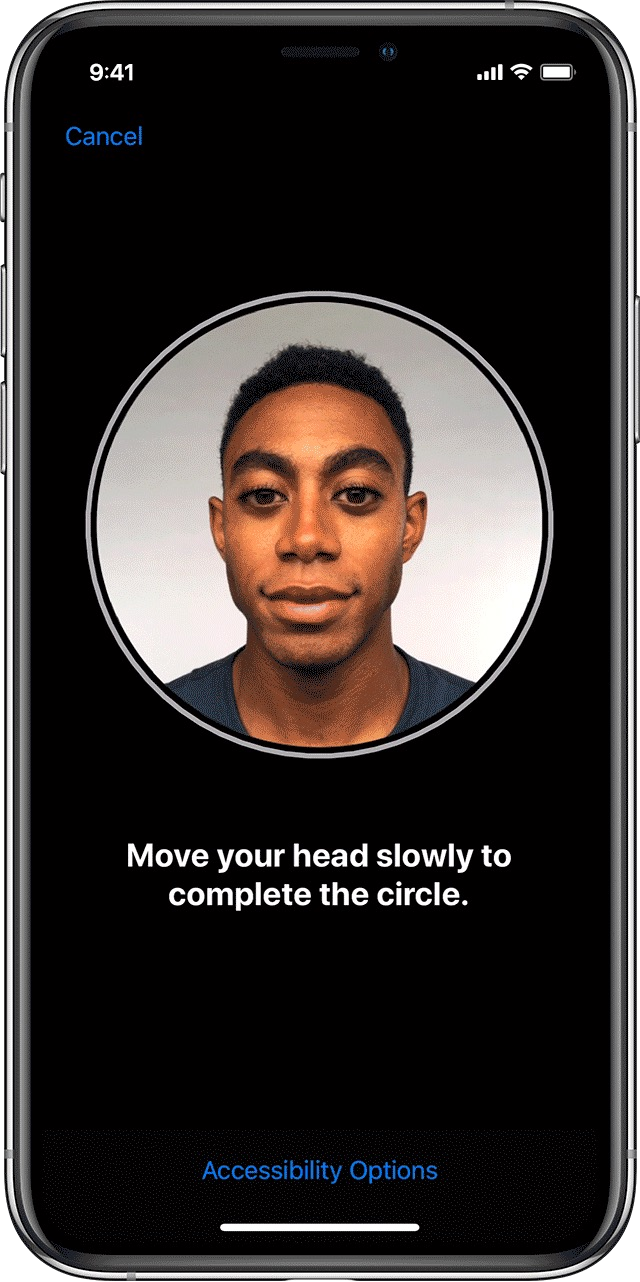 9:41
Cancel
Move your head slowly to
complete the circle.
Accessibility Options